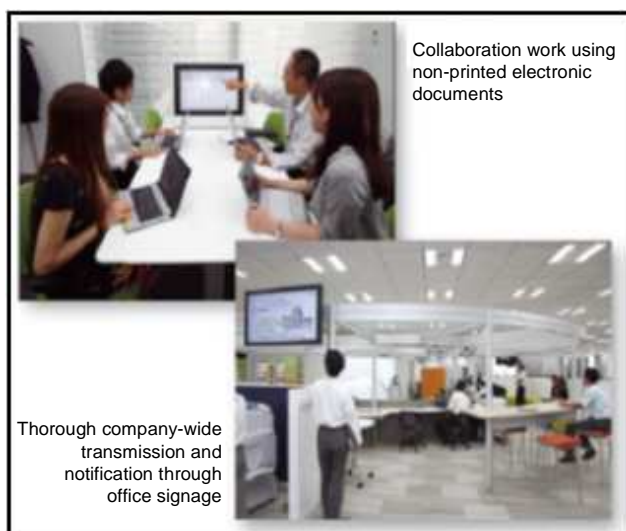 Collaboration work using
non-printed electronic
documents
Thorough company-wide
transmission and
notification through
office signage